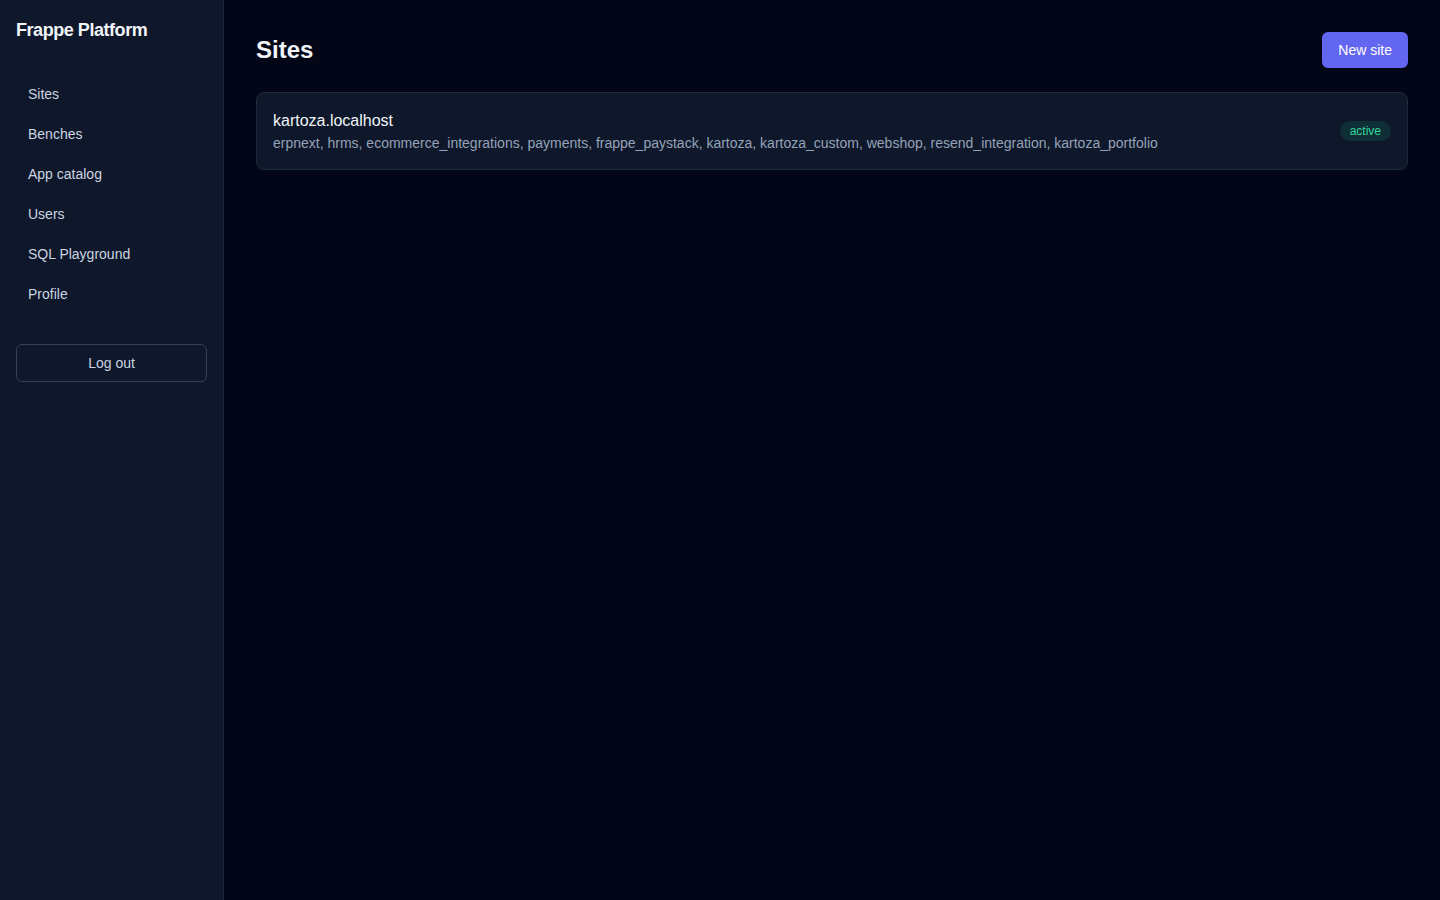 Frappe Platform
Sites
Benches
App catalog
Users
SQL Playground
Profile
Log out
Sites
New site
kartoza.localhost
erpnext, hrms, ecommerce_integrations, payments, frappe_paystack, kartoza, kartoza_custom, webshop, resend_integration, kartoza_portfolio
active